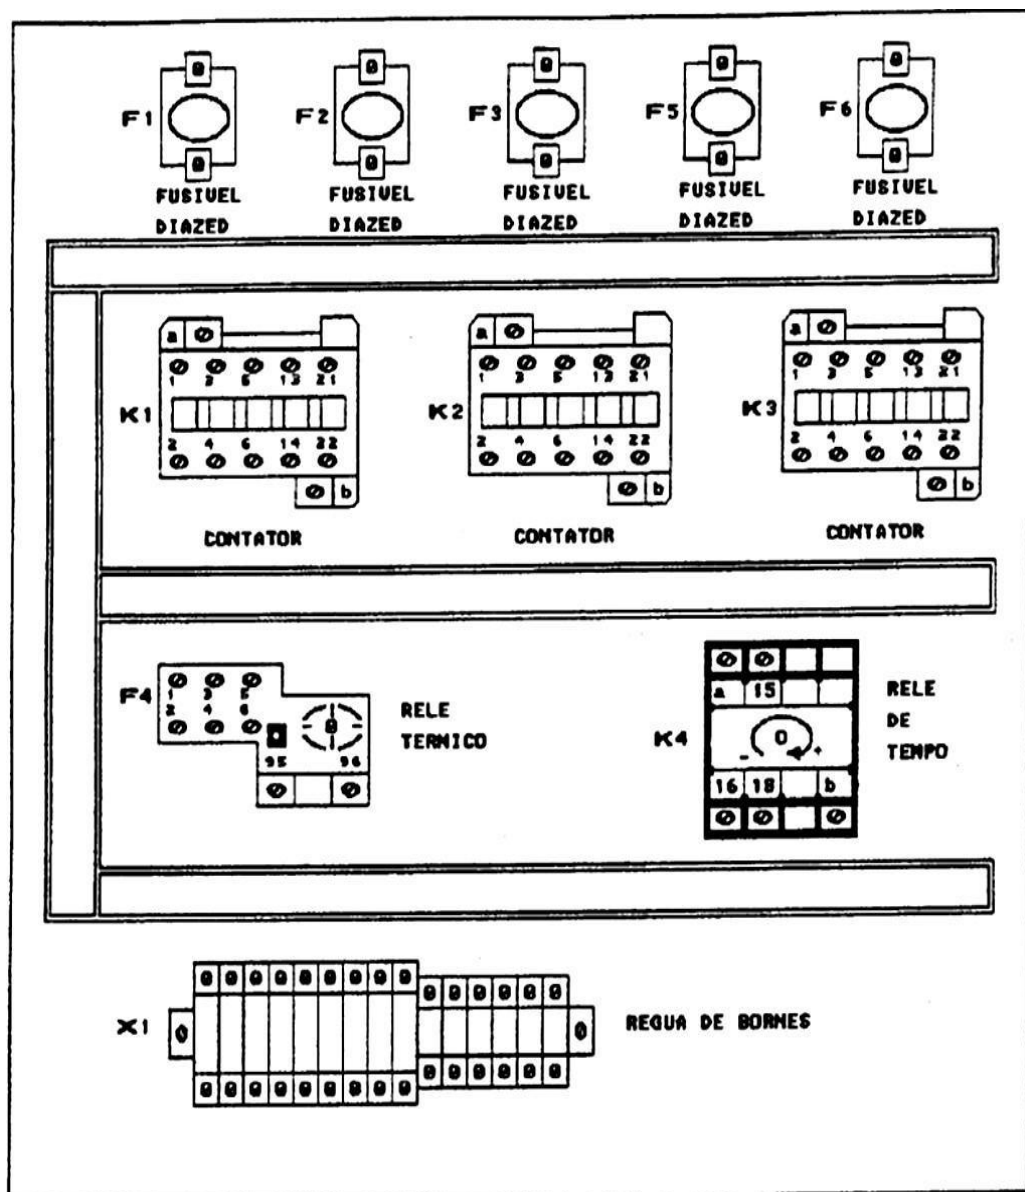 F1
F2
F3
F5
F6
FUSIVEL DIAZED
FUSIVEL DIAZED
FUSIVEL DIAZED
FUSIVEL DIAZED
FUSIVEL DIAZED
K1
a
1 3 5 13 21
2 4 6 14 22
b
CONTATOR
K2
a
1 3 5 13 21
2 4 6 14 22
b
CONTATOR
K3
a
1 3 5 13 21
2 4 6 14 22
b
CONTATOR
F4
1 3 5
2 4 6
95 96
RELE
TERMICO
K4
a 15
0
- +
16 18 b
RELE
DE
TEMPO
X1
REGUA DE BORNES